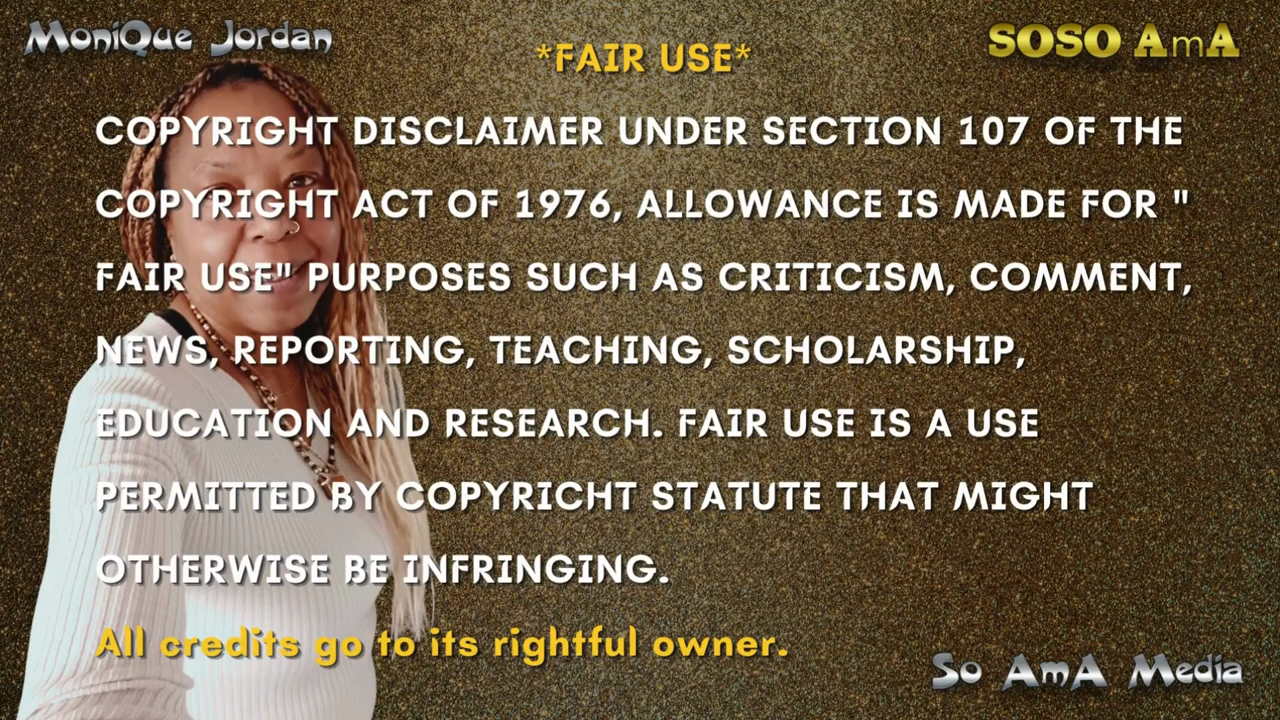 MoniQue Jordan
*FAIR USE*
SOSO AmA
COPYRIGHT DISCLAIMER UNDER SECTION 107 OF THE
COPYRIGHT ACT OF 1976, ALLOWANCE IS MADE FOR "
FAIR USE" PURPOSES SUCH AS CRITICISM, COMMENT,
NEWS, REPORTING, TEACHING, SCHOLARSHIP,
EDUCATION AND RESEARCH. FAIR USE IS A USE
PERMITTED BY COPYRICHT STATUTE THAT MIGHT
OTHERWISE BE INFRINGING.
All credits go to its rightful owner.
So AmA Media